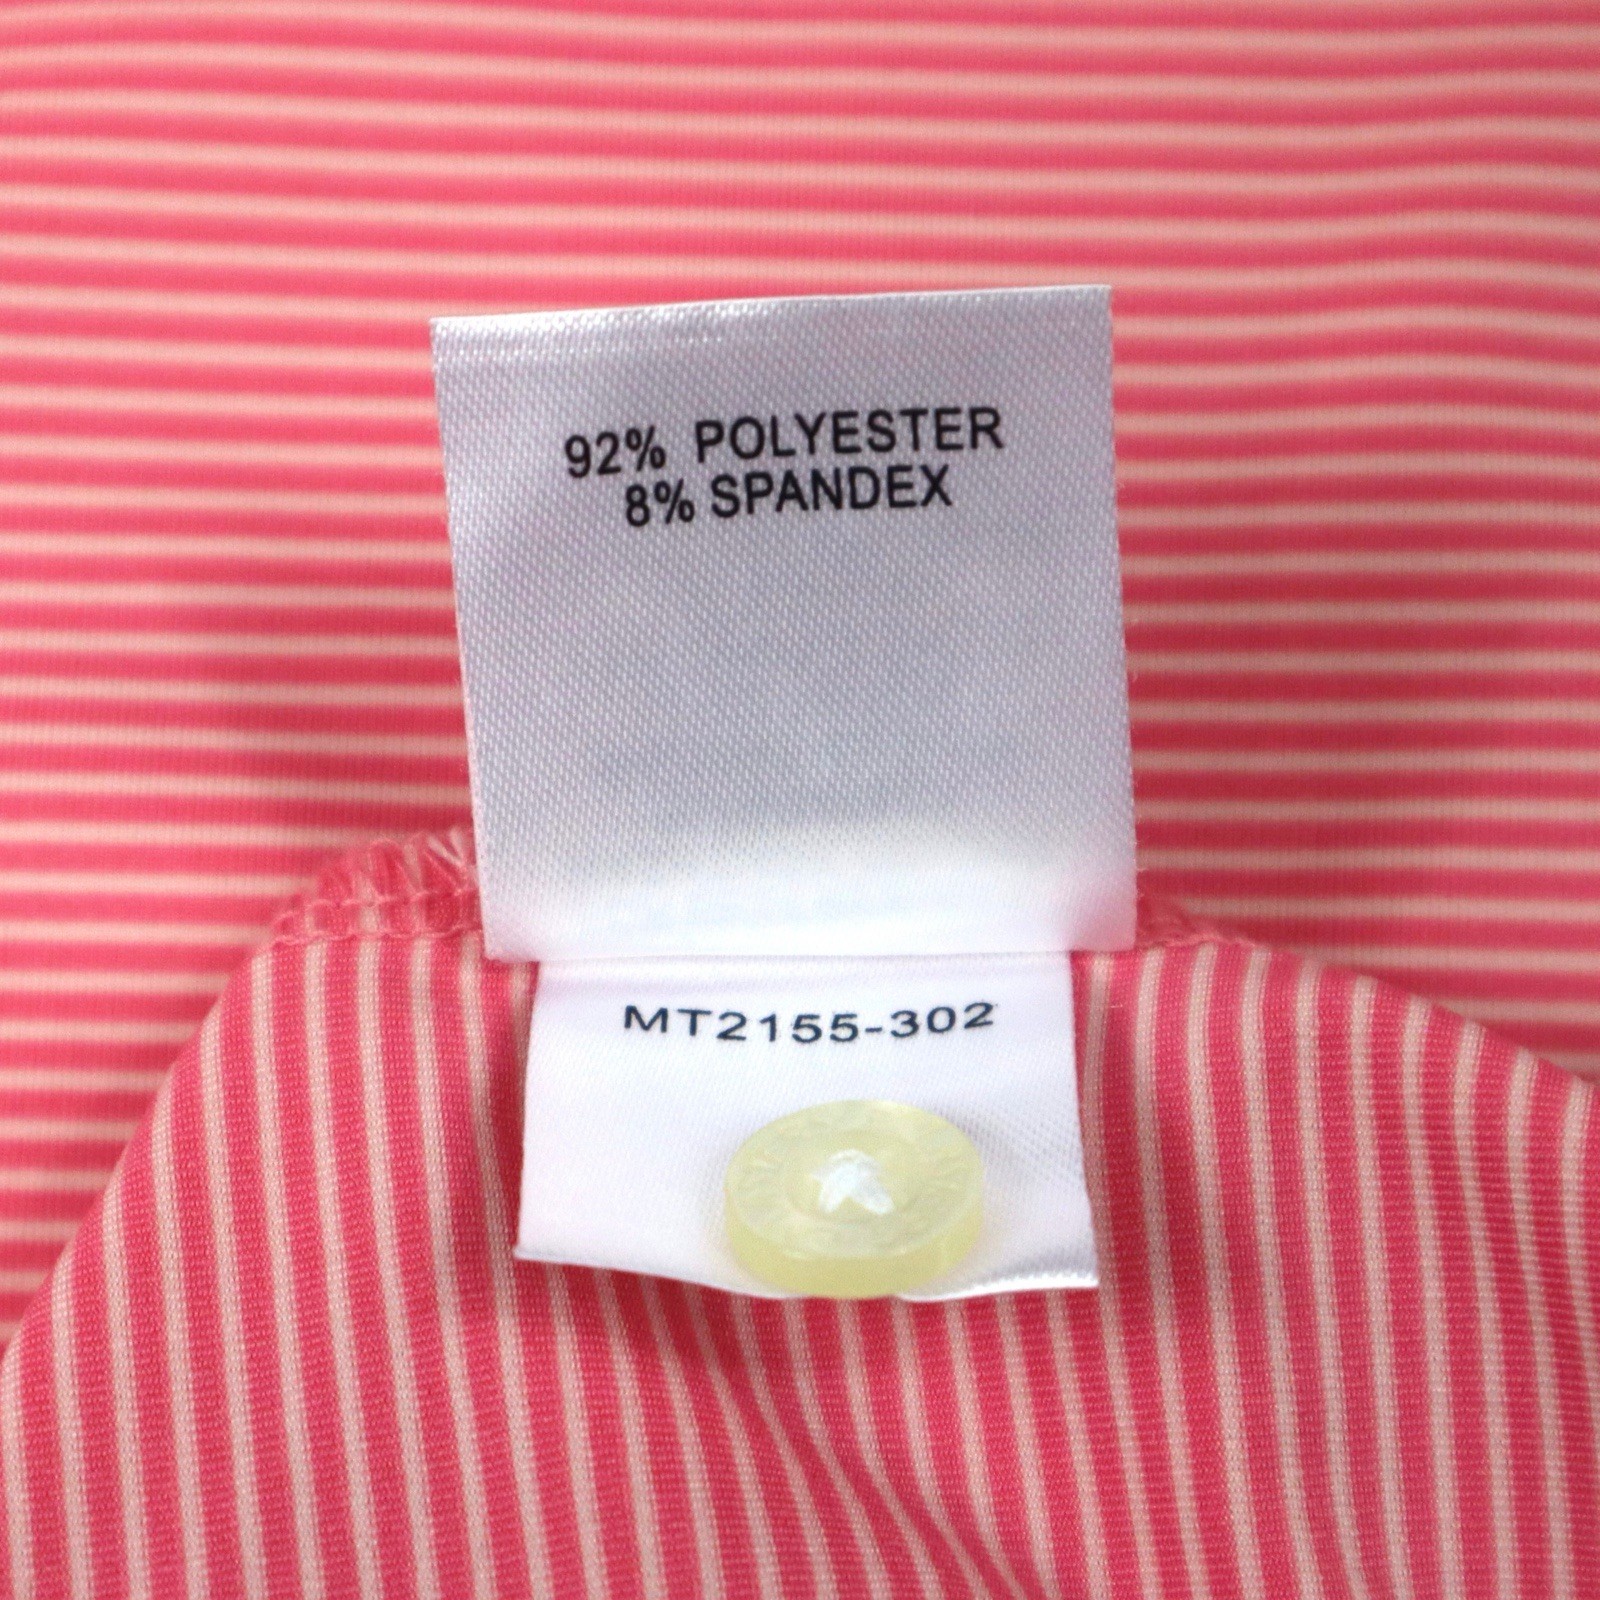 92% POLYESTER
8% SPANDEX
MT2155-302